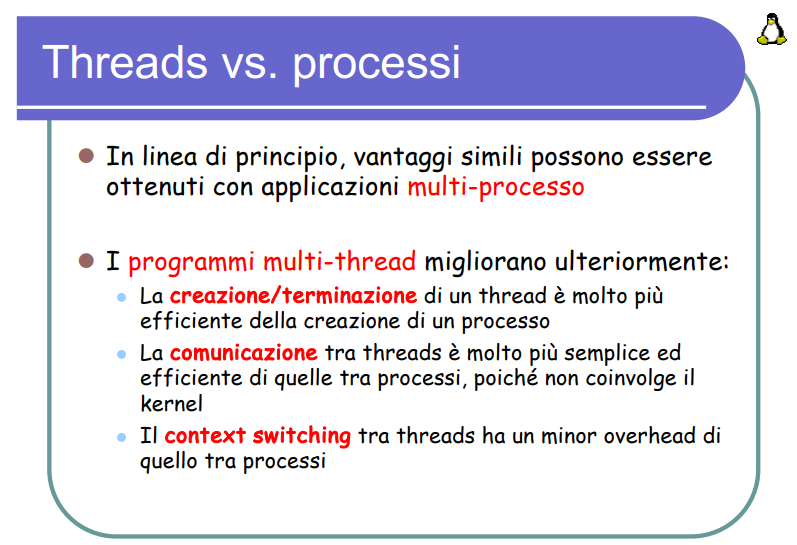 Threads vs. processi
In linea di principio, vantaggi simili possono essere
ottenuti con applicazioni multi-processo
I programmi multi-thread migliorano ulteriormente:
La creazione/terminazione di un thread è molto più
efficiente della creazione di un processo
La comunicazione tra threads è molto più semplice ed
efficiente di quelle tra processi, poiché non coinvolge il
kernel
Il context switching tra threads ha un minor overhead di
quello tra processi